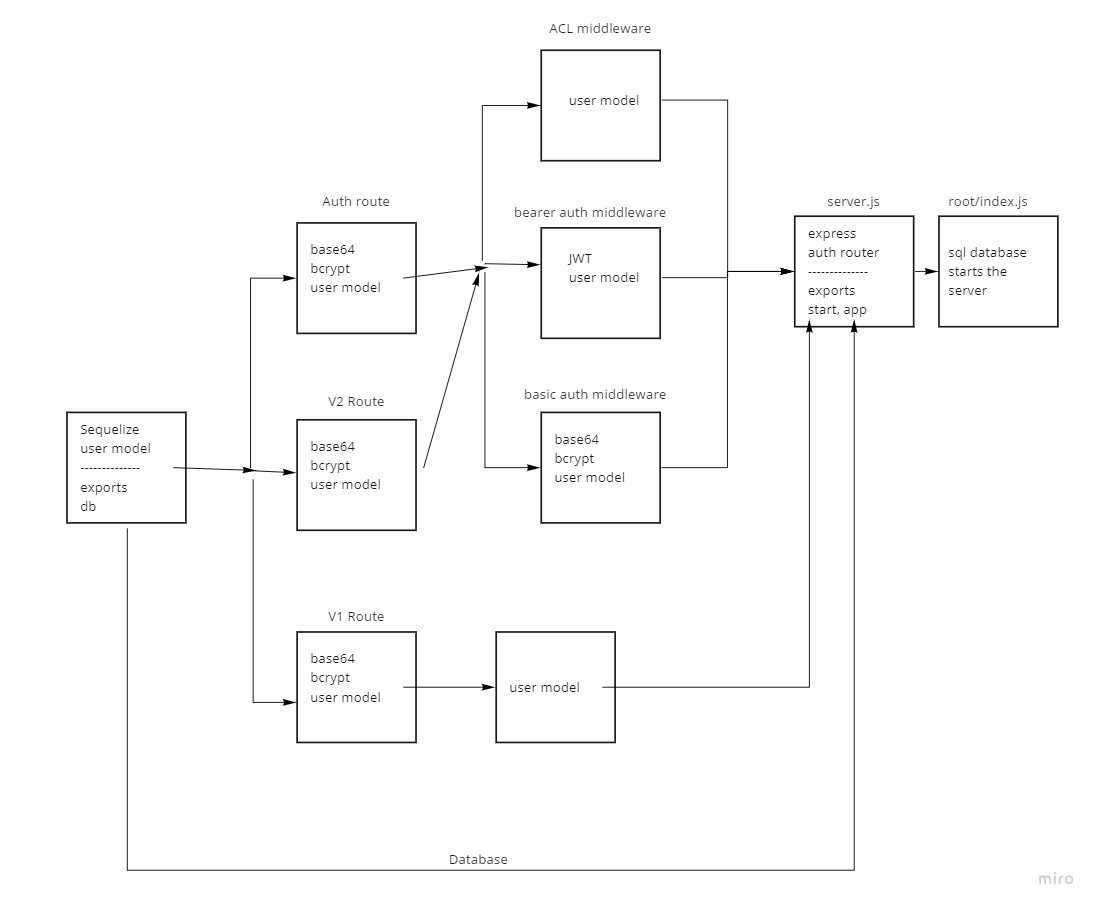 ACL middleware
user model
Auth route
base64
bcrypt
user model
bearer auth middleware
JWT
user model
server.js
express
auth router
--------------
exports
start, app
root/index.js
sql database
starts the
server
V2 Route
base64
bcrypt
user model
basic auth middleware
base64
bcrypt
user model
Sequelize
user model
--------------
exports
db
V1 Route
base64
bcrypt
user model
user model
Database
miro